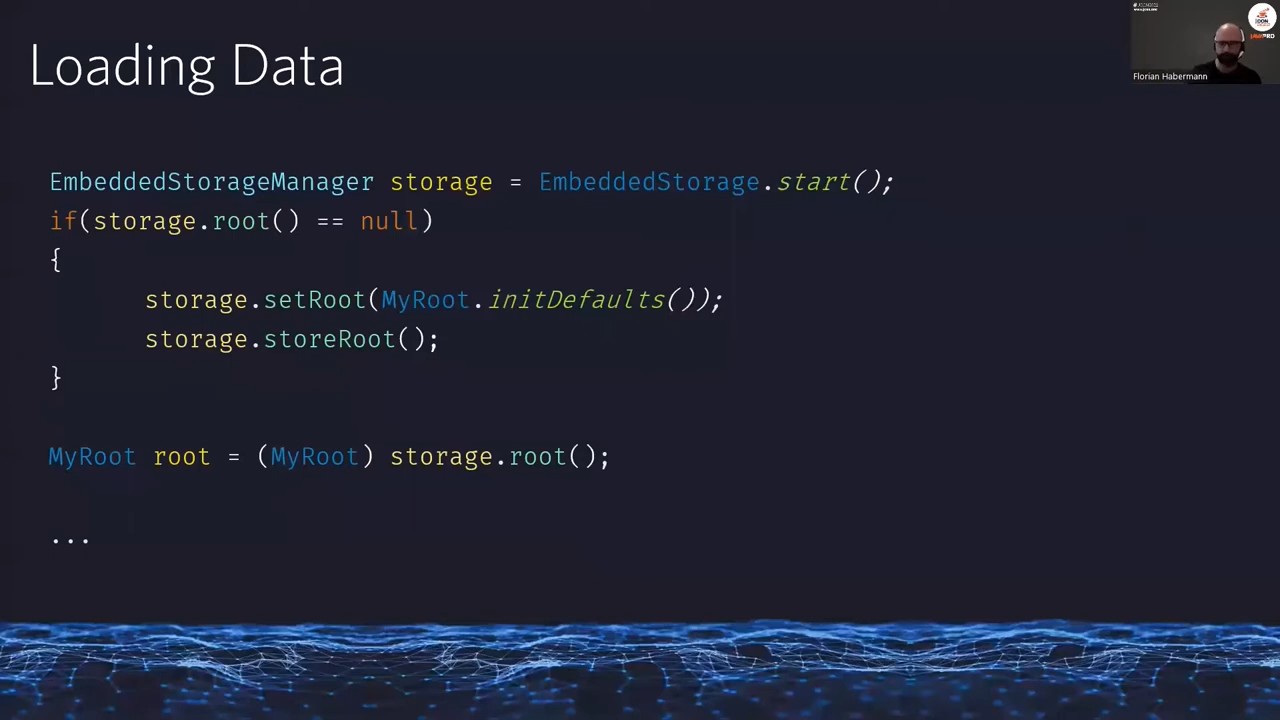 Loading Data
Florian Habermann
EmbeddedStorageManager storage = EmbeddedStorage.start();
if(storage.root() == null)
{
storage.setRoot(MyRoot.initDefaults());
storage.storeRoot();
}
MyRoot root = (MyRoot) storage.root();
...